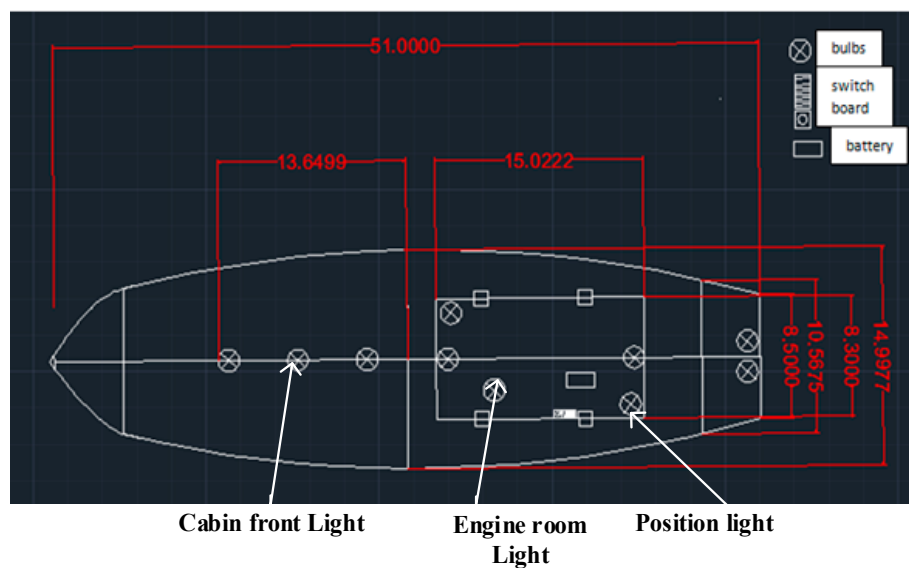 51.0000
bulbs
switch
board
battery
13.6499
15.0222
8.5000
10.5675
8.3000
14.9977
Cabin front Light
Engine room
Light
Position light